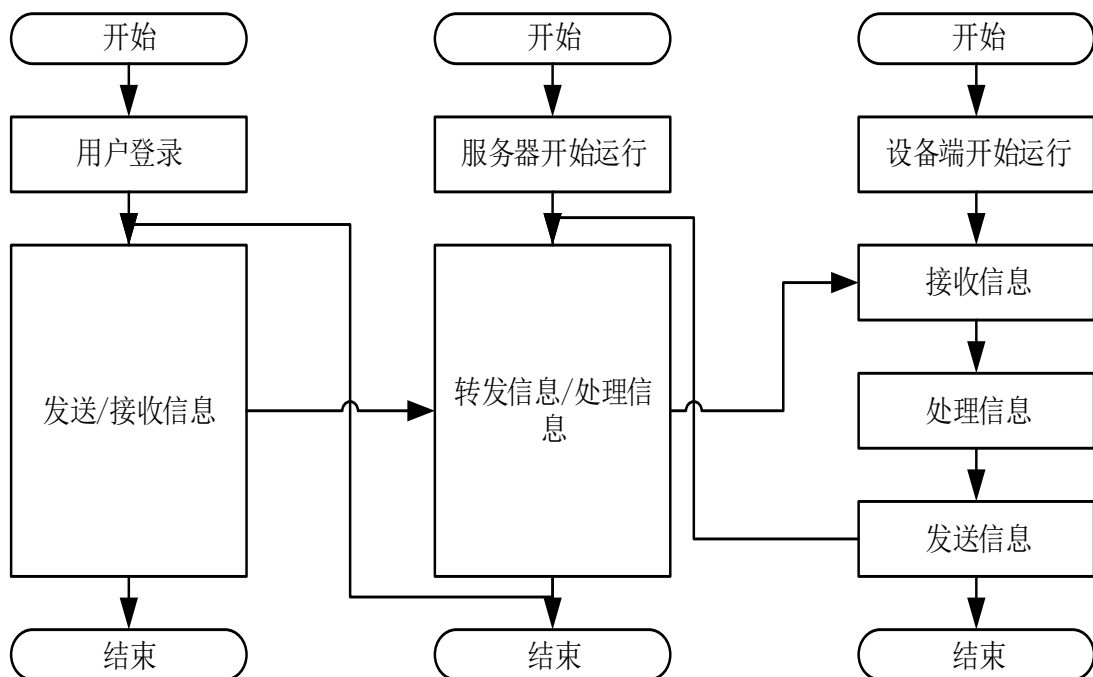 开始
用户登录
发送/接收信息
结束
开始
服务器开始运行
转发信息/处理信
息
结束
开始
设备端开始运行
接收信息
处理信息
发送信息
结束